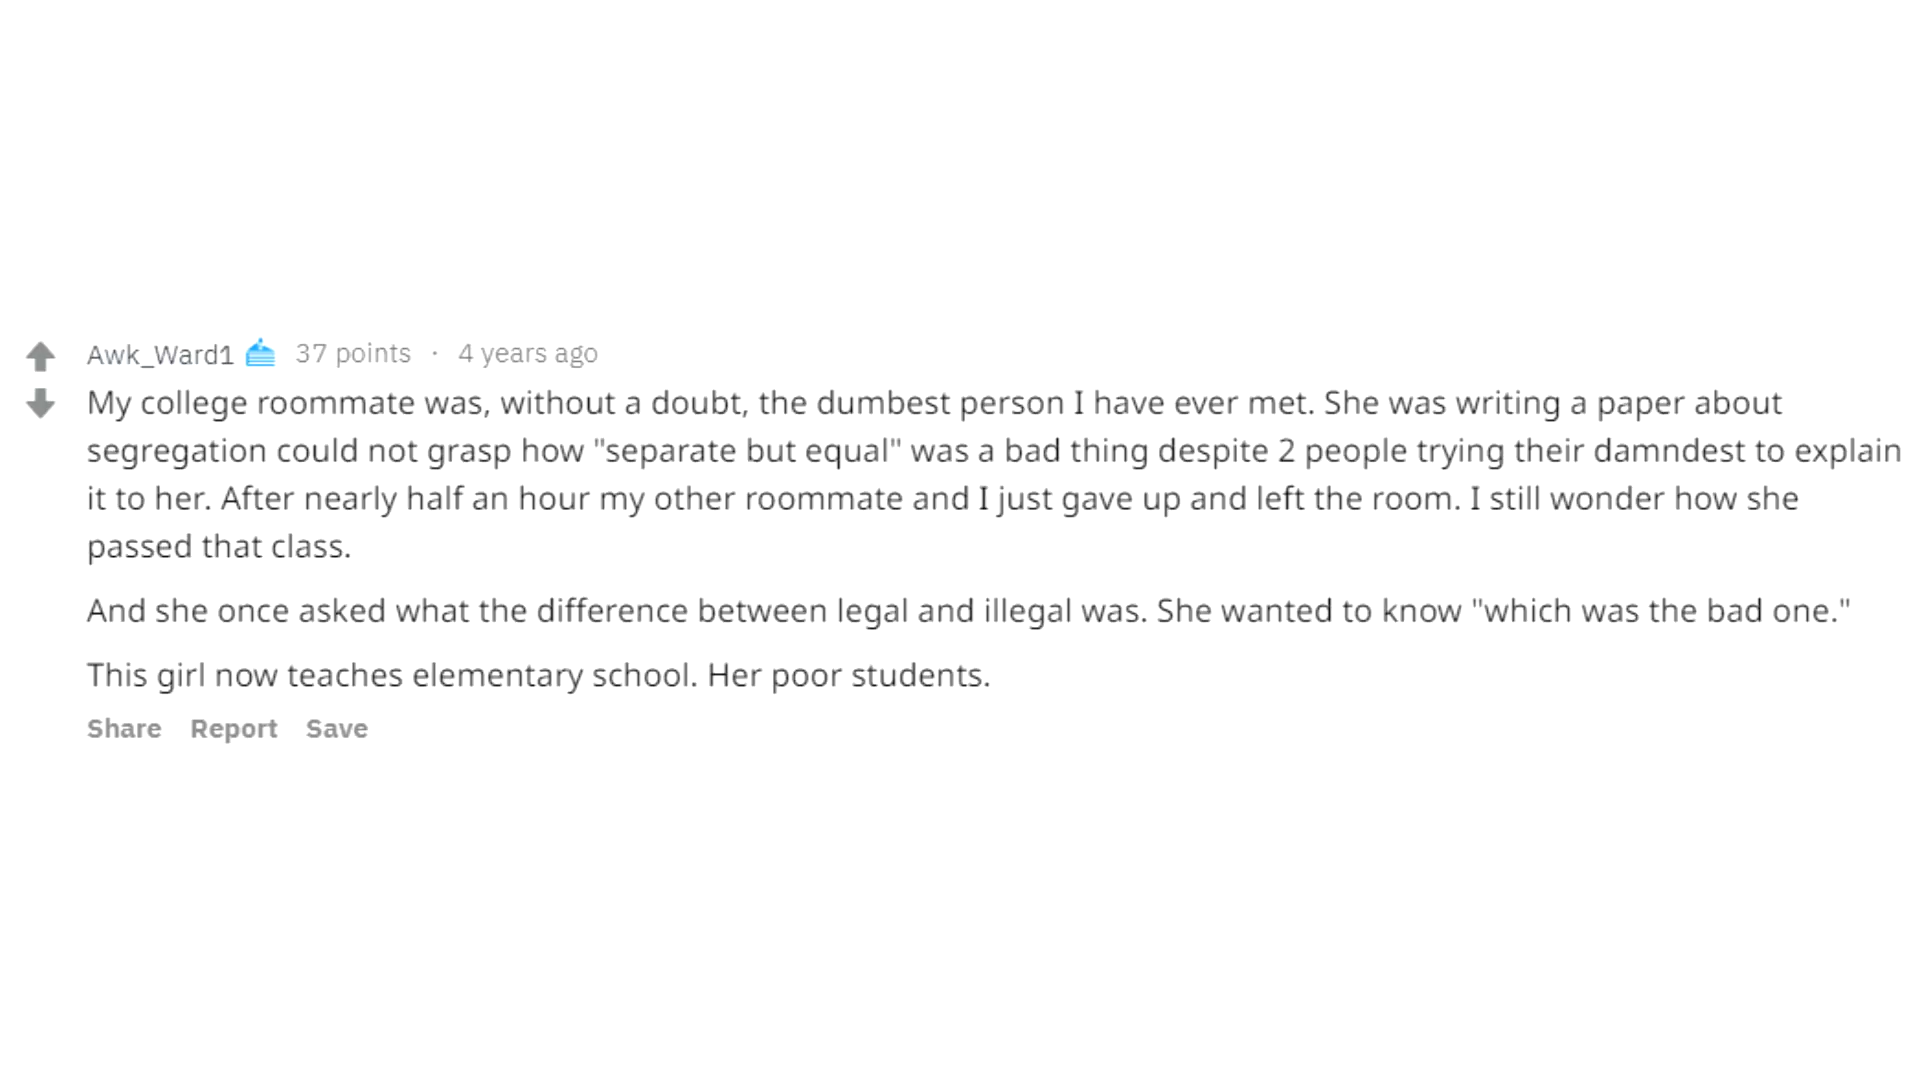 Awk_Ward1 37 points · 4 years ago
My college roommate was, without a doubt, the dumbest person I have ever met. She was writing a paper about
segregation could not grasp how "separate but equal" was a bad thing despite 2 people trying their damndest to explain
it to her. After nearly half an hour my other roommate and I just gave up and left the room. I still wonder how she
passed that class.
And she once asked what the difference between legal and illegal was. She wanted to know "which was the bad one."
This girl now teaches elementary school. Her poor students.
Share Report Save